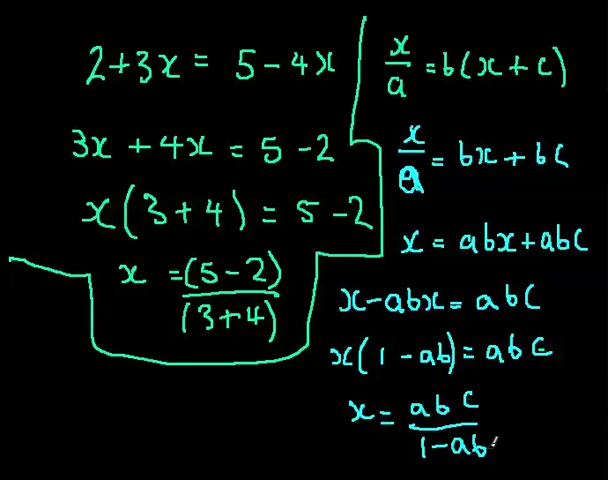 2+3x = 5-4x
3x + 4x = 5-2
x(3+4) = 5-2
x = (5-2)
(3+4)
x
a = b(x+c)
x
a = bx+bc
x = abx+abc
x-abx = abc
x(1-ab) = abc
x = abc
1-ab